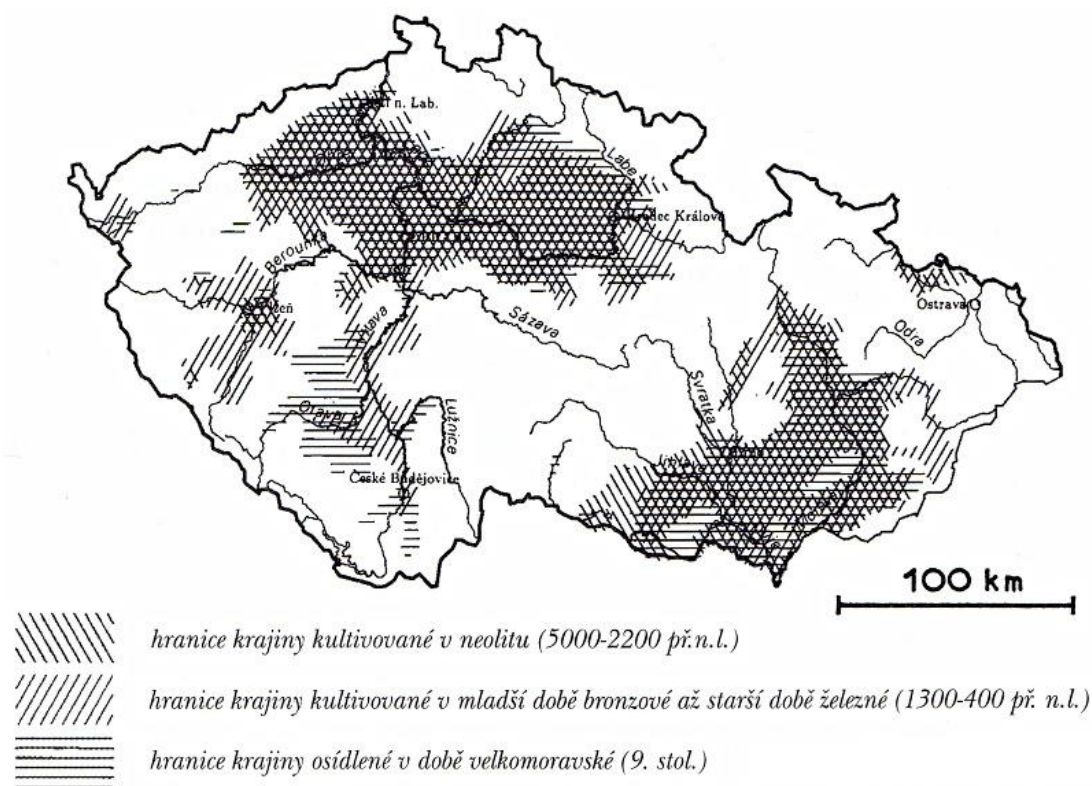 Labe
Hradec Králové
Berounka
Ostrava
Odra
Sázava
Svratka
Otava
Lužnice
České Budějovice
100 km
hranice krajiny kultivované v neolitu (5000-2200 př.n.l.)
hranice krajiny kultivované v mladší době bronzové až starší době železné (1300-400 př. n.l.)
hranice krajiny osídlené v době velkomoravské (9. stol.)